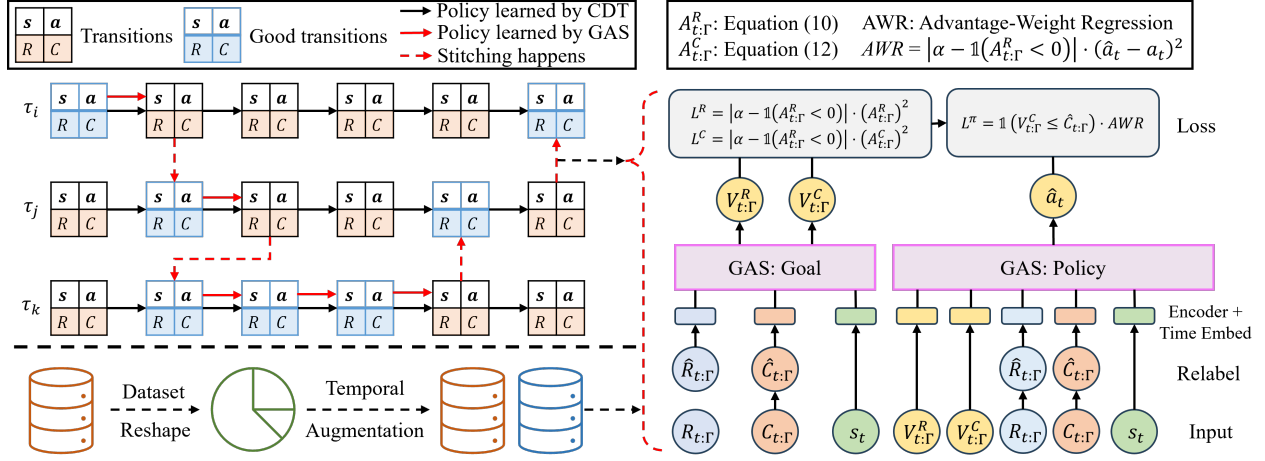 s a
R C
Transitions
s a
R C
Good transitions
Policy learned by CDT
Policy learned by GAS
Stitching happens
A^R_{t:Γ}: Equation (10)
AWR: Advantage-Weight Regression
A^C_{t:Γ}: Equation (12)
AWR = |α − 𝟙(A^R_{t:Γ} < 0)| · (â_t − a_t)^2
τ_i
s a s a s a s a s a s a
R C R C R C R C R C R C
τ_j
s a s a s a s a s a s a
R C R C R C R C R C R C
τ_k
s a s a s a s a s a s a
R C R C R C R C R C R C
Dataset
Reshape
Temporal
Augmentation
L^R = |α − 𝟙(A^R_{t:Γ} < 0)| · (A^R_{t:Γ})^2
L^C = |α − 𝟙(A^R_{t:Γ} < 0)| · (A^C_{t:Γ})^2
L^π = 𝟙 (V^C_{t:Γ} ≤ Ĉ_{t:Γ}) · AWR
Loss
V^R_{t:Γ} V^C_{t:Γ} â_t
GAS: Goal
GAS: Policy
Encoder +
Time Embed
R̂_{t:Γ} Ĉ_{t:Γ} R̂_{t:Γ} Ĉ_{t:Γ}
Relabel
R_{t:Γ} C_{t:Γ} s_t V^R_{t:Γ} V^C_{t:Γ} R_{t:Γ} C_{t:Γ} s_t
Input